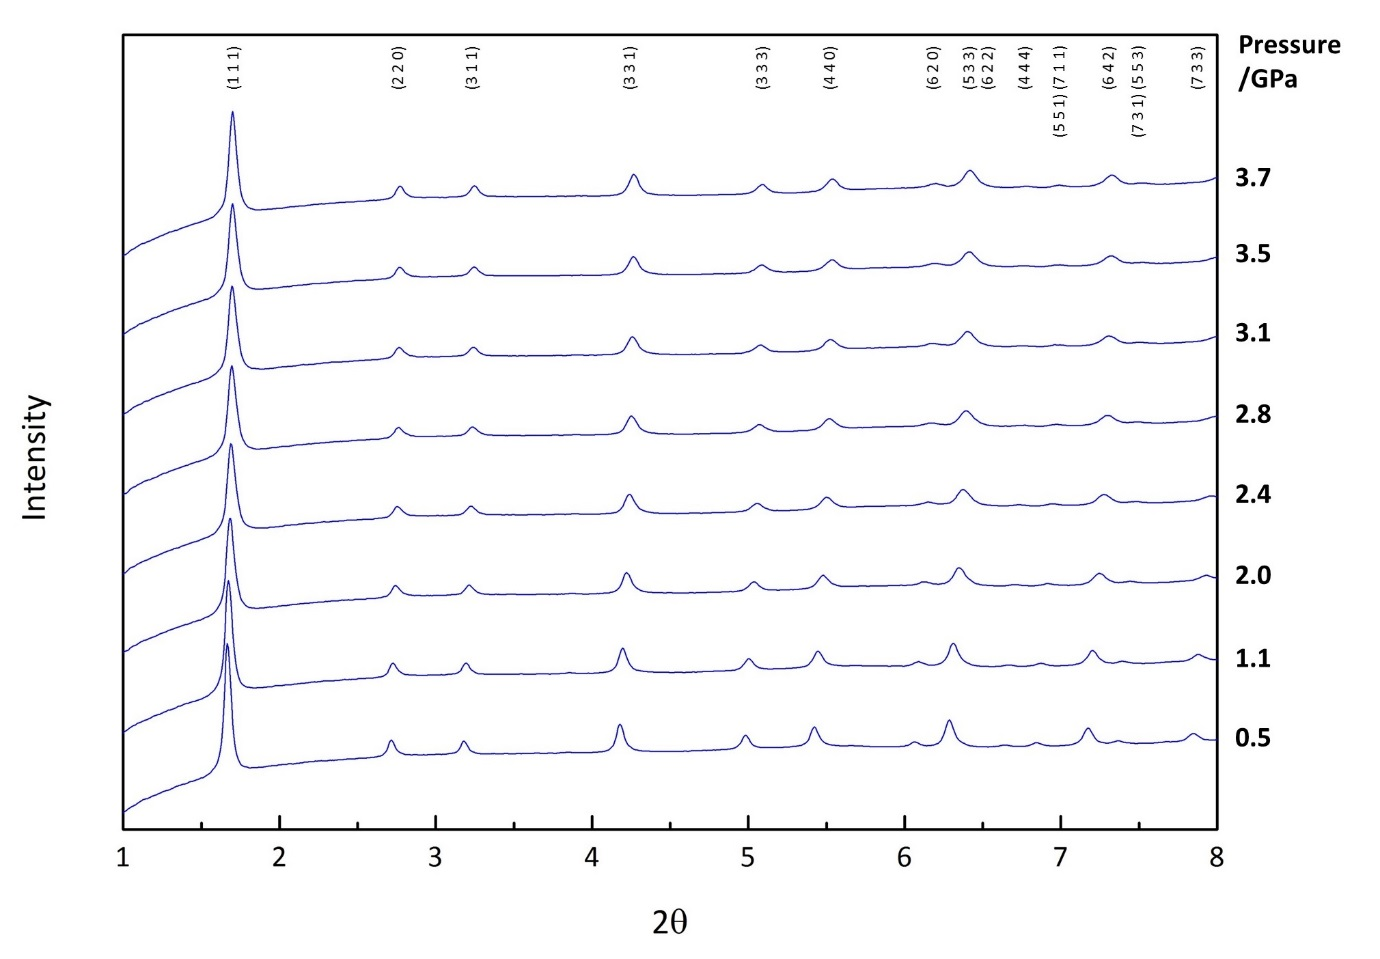 Pressure
/GPa
(1 1 1)
(2 2 0)
(3 1 1)
(3 3 1)
(3 3 3)
(4 4 0)
(6 2 0)
(5 3 3)
(6 2 2)
(4 4 4)
(5 5 1) (7 1 1)
(6 4 2)
(7 3 1) (5 5 3)
(7 3 3)
3.7
3.5
3.1
2.8
2.4
2.0
1.1
0.5
Intensity
1 2 3 4 5 6 7 8
2θ